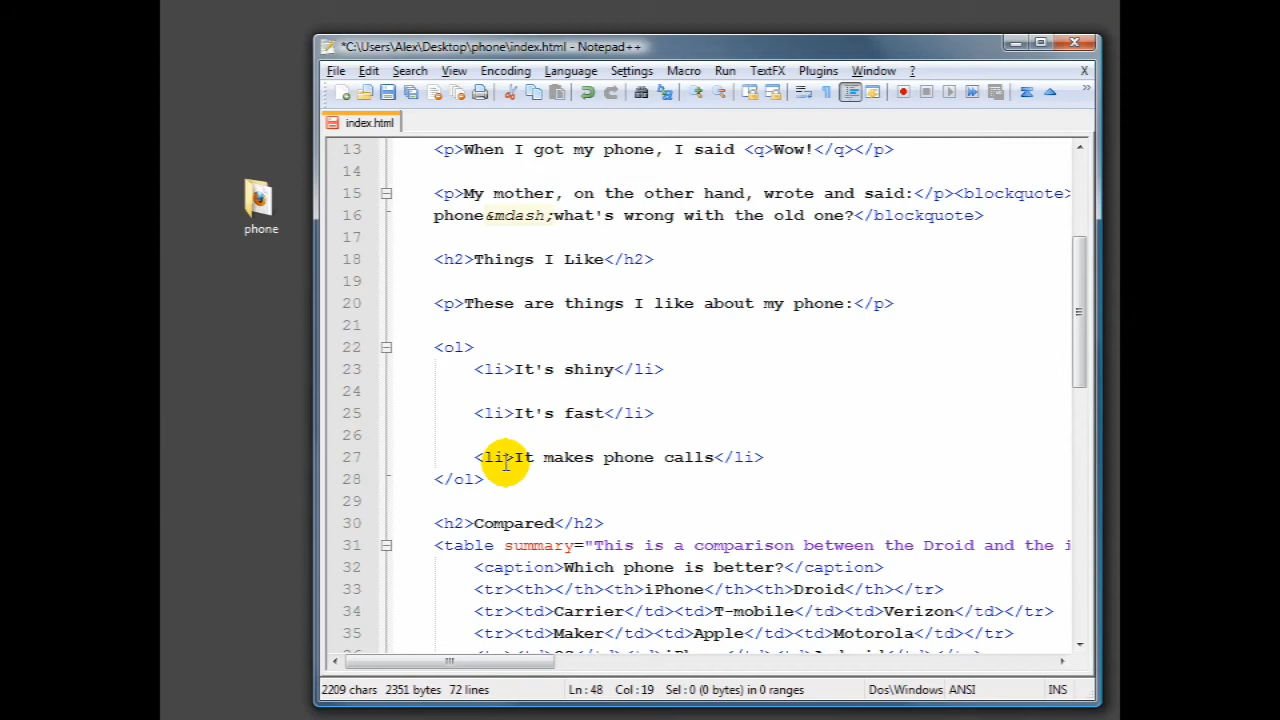 *C:\Users\Alex\Desktop\phone\index.html - Notepad++
File Edit Search View Encoding Language Settings Macro Run TextFX Plugins Window ? X
index.html
13 <p>When I got my phone, I said <q>Wow!</q></p>
14
15 <p>My mother, on the other hand, wrote and said:</p><blockquote>
16 phone&mdash;what's wrong with the old one?</blockquote>
17
18 <h2>Things I Like</h2>
19
20 <p>These are things I like about my phone:</p>
21
22 <ol>
23 <li>It's shiny</li>
24
25 <li>It's fast</li>
26
27 <li>It makes phone calls</li>
28 </ol>
29
30 <h2>Compared</h2>
31 <table summary="This is a comparison between the Droid and the i
32 <caption>Which phone is better?</caption>
33 <tr><th></th><th>iPhone</th><th>Droid</th></tr>
34 <tr><td>Carrier</td><td>T-mobile</td><td>Verizon</td></tr>
35 <tr><td>Maker</td><td>Apple</td><td>Motorola</td></tr>
phone
2209 chars 2351 bytes 72 lines Ln : 48 Col : 19 Sel : 0 (0 bytes) in 0 ranges Dos\Windows ANSI INS